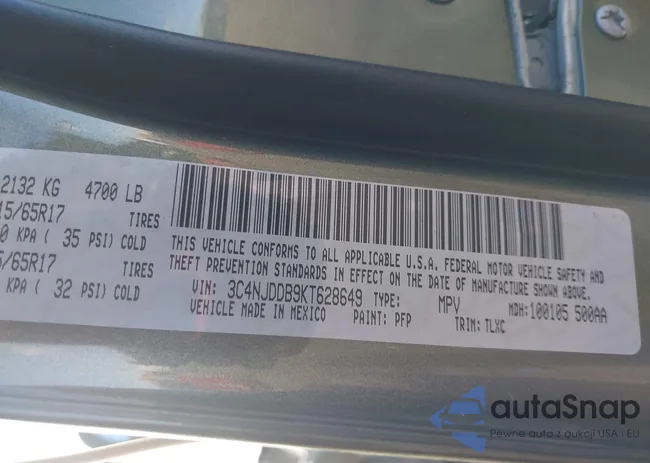 2132 KG 4700 LB
15/65R17 TIRES
0 KPA ( 35 PSI) COLD
5/65R17 TIRES
KPA ( 32 PSI) COLD
THIS VEHICLE CONFORMS TO ALL APPLICABLE U.S.A. FEDERAL MOTOR VEHICLE SAFETY AND
THEFT PREVENTION STANDARDS IN EFFECT ON THE DATE OF MANUFACTURE SHOWN ABOVE.
VIN: 3C4NJDDB9KT628649 TYPE: MPV MDH: 100105 500AA
VEHICLE MADE IN MEXICO PAINT: PFP TRIM: TLXC
autaSnap
Pewne auto z aukcji USA i EU